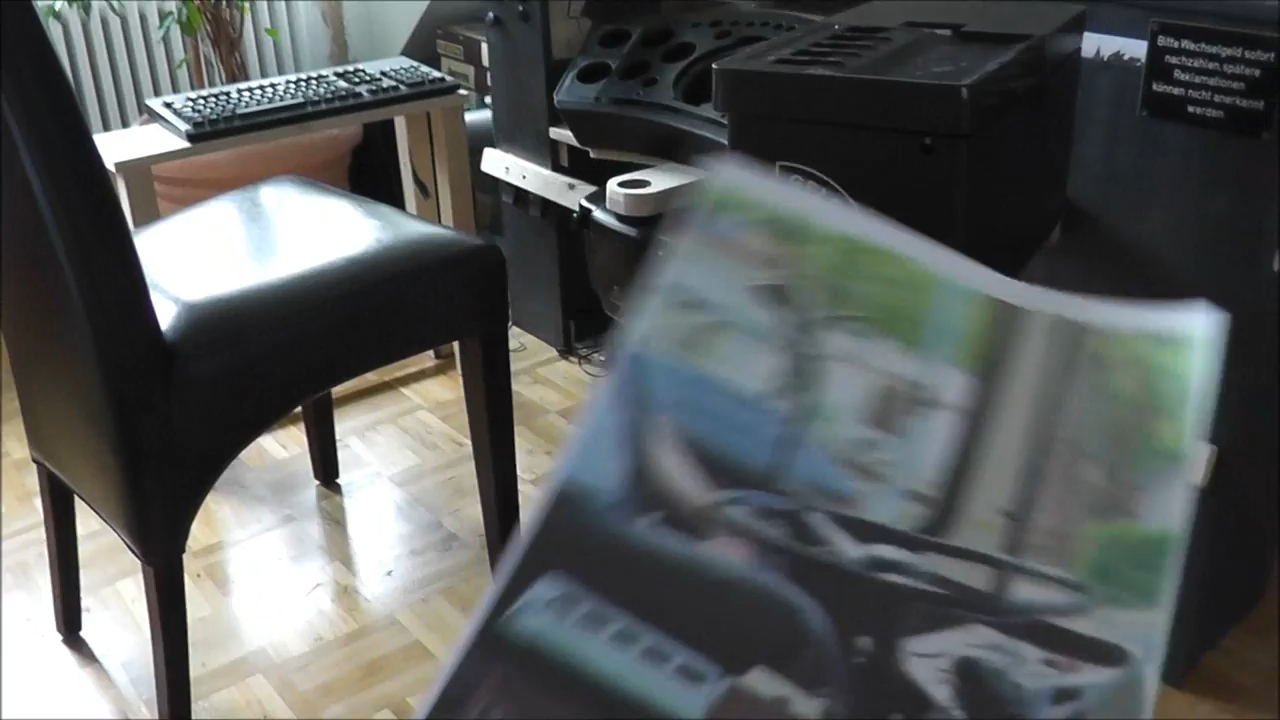 Bitte Wechselgeld sofort
nachzählen, spätere
Reklamationen
können nicht anerkannt
werden